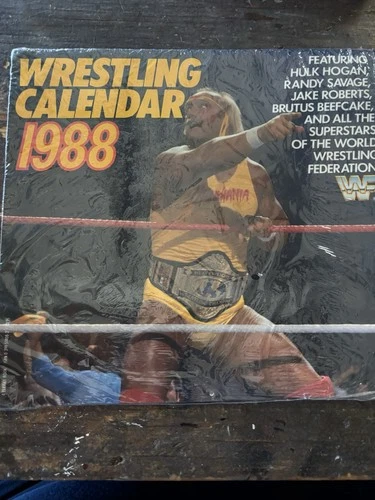 WRESTLING
CALENDAR
1988
FEATURING
HULK HOGAN,
RANDY SAVAGE,
JAKE ROBERTS,
BRUTUS BEEFCAKE,
AND ALL THE
SUPERSTARS
OF THE WORLD
WRESTLING
FEDERATION
WF
MANIA